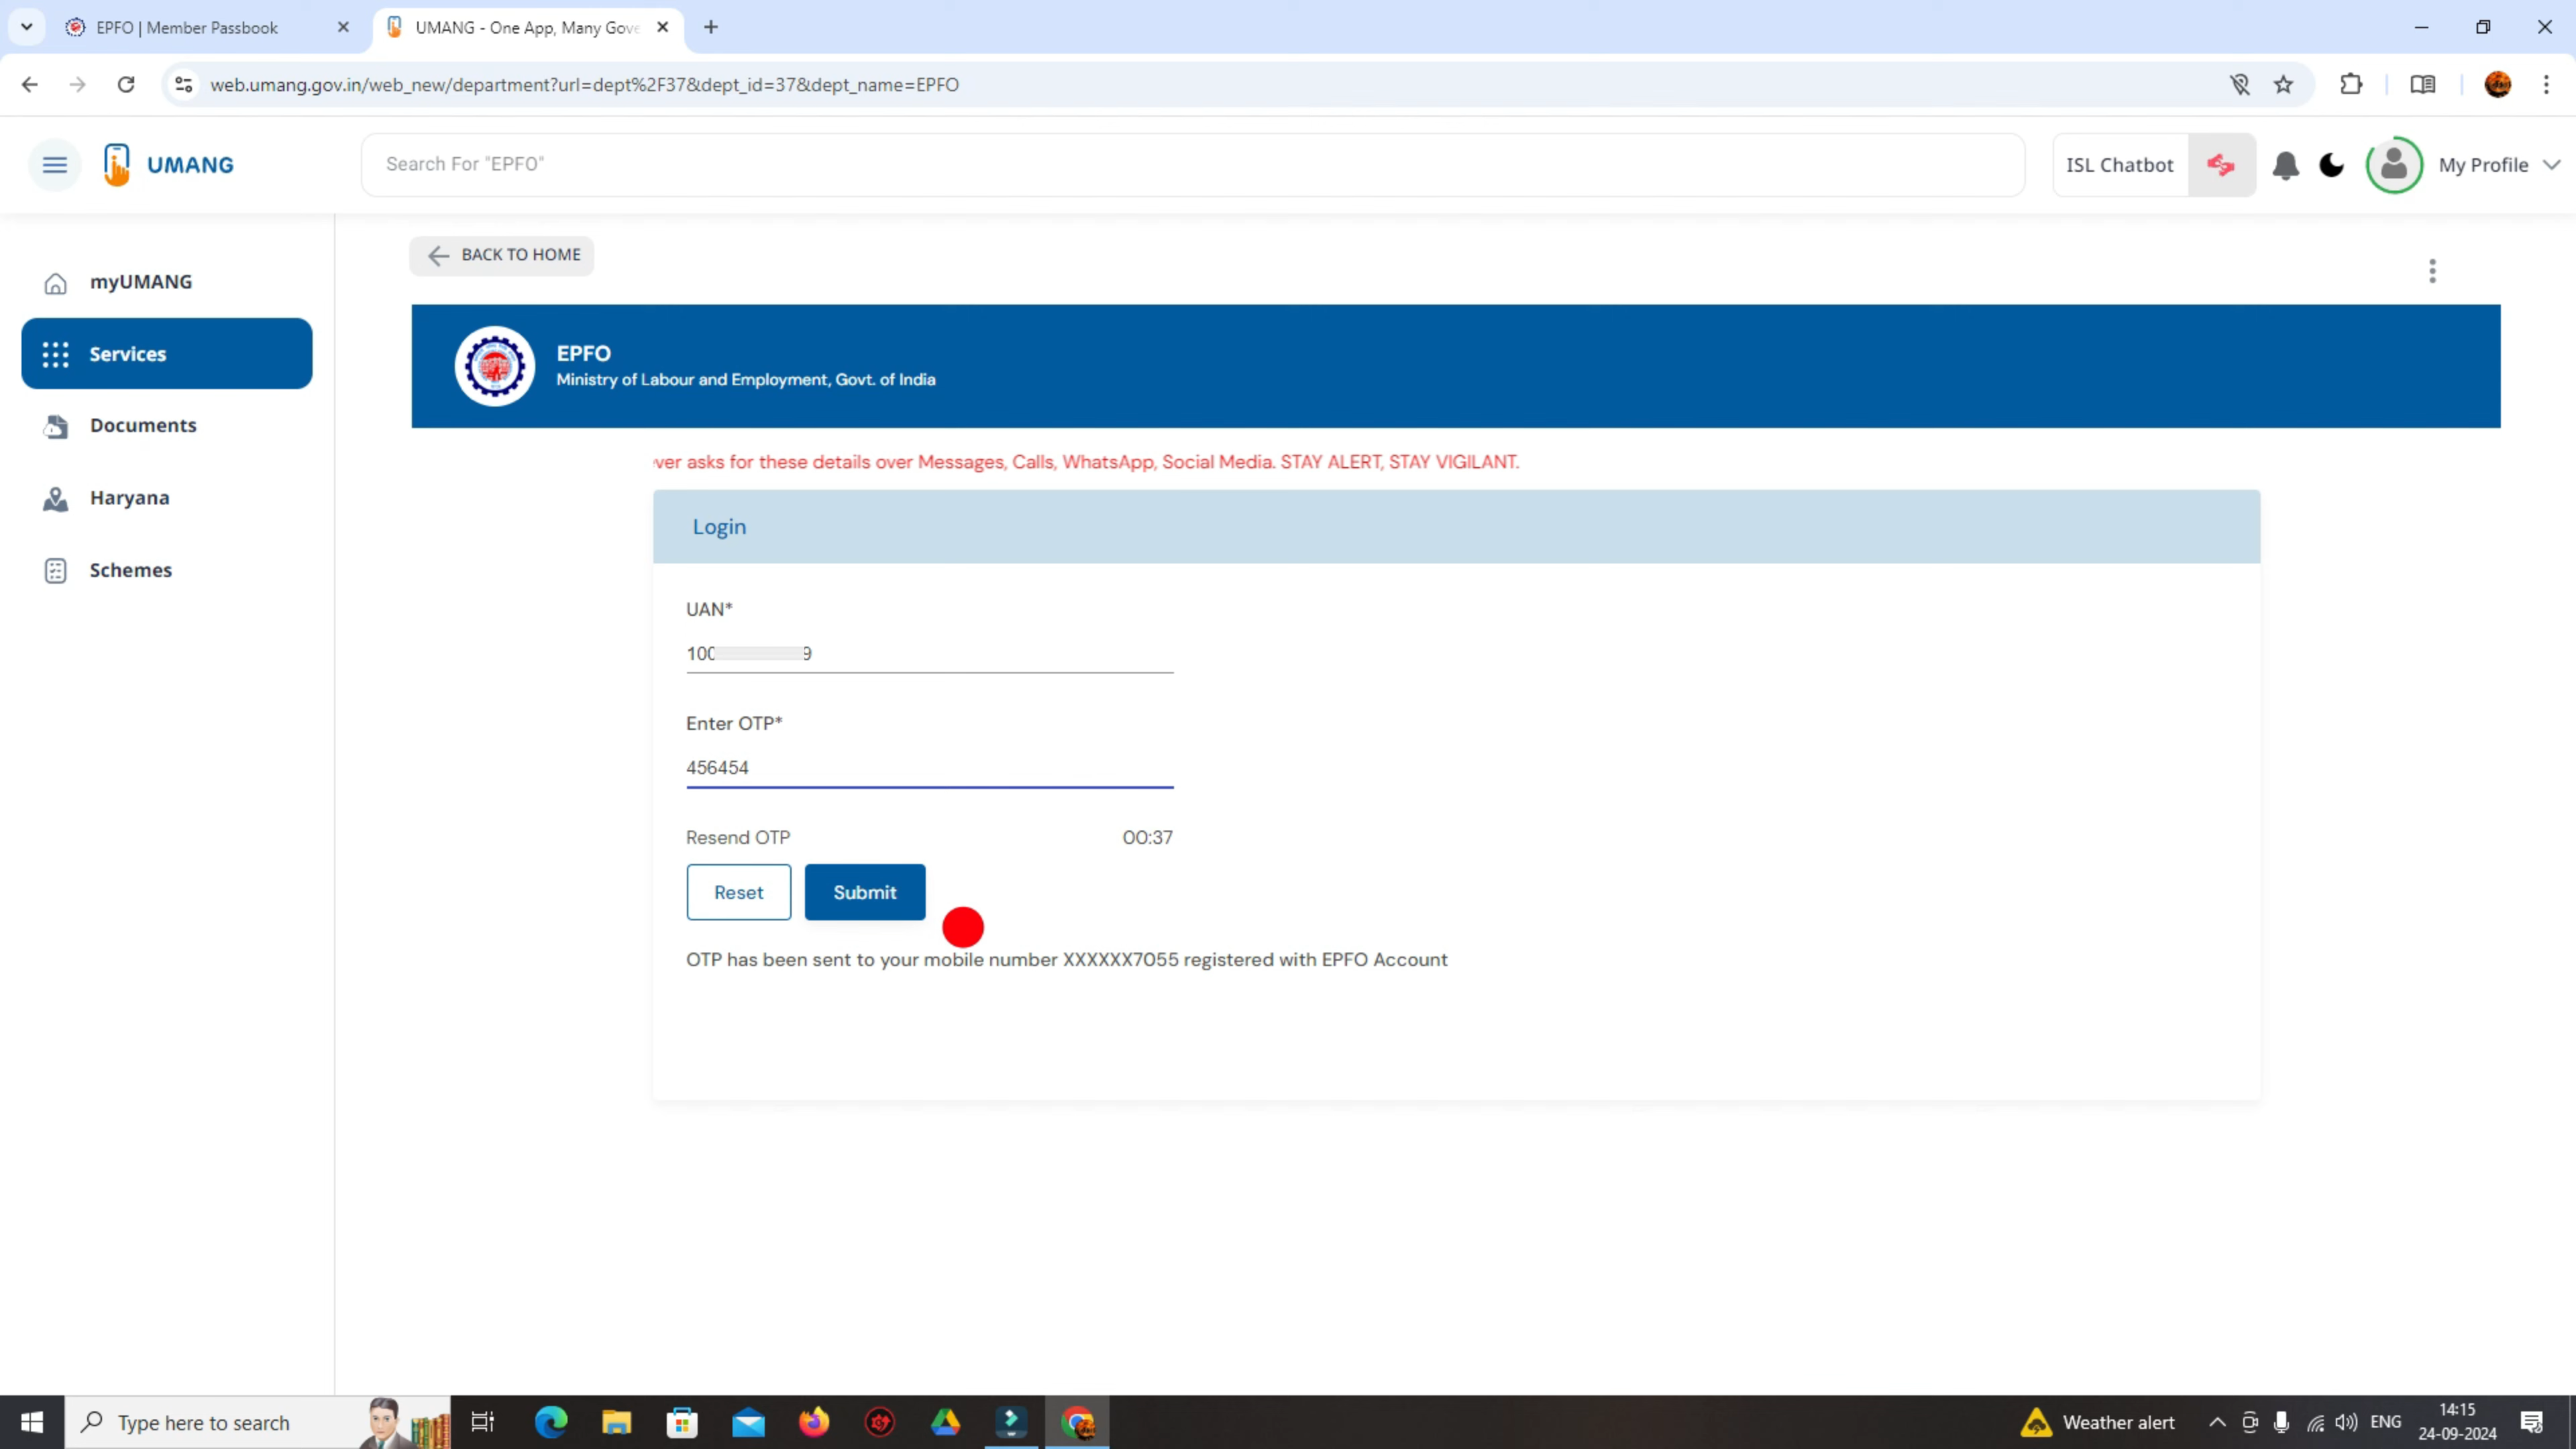 EPFO | Member Passbook
UMANG - One App, Many Gove
web.umang.gov.in/web_new/department?url=dept%2F37&dept_id=37&dept_name=EPFO
UMANG
Search For "EPFO"
ISL Chatbot
My Profile
BACK TO HOME
myUMANG
Services
Documents
Haryana
Schemes
EPFO
Ministry of Labour and Employment, Govt. of India
ver asks for these details over Messages, Calls, WhatsApp, Social Media. STAY ALERT, STAY VIGILANT.
Login
UAN*
100 9
Enter OTP*
456454
Resend OTP 00:37
Reset Submit
OTP has been sent to your mobile number XXXXXX7055 registered with EPFO Account
Type here to search
Weather alert
ENG
14:15
24-09-2024